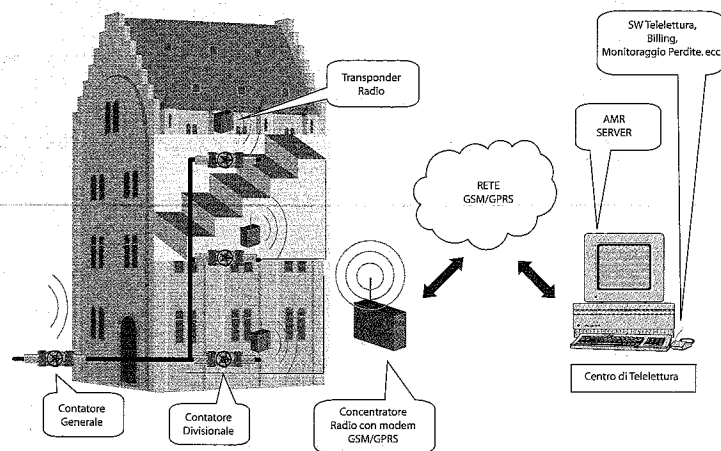 SW Telelettura,
Billing,
Monitoraggio Perdite. ecc
Transponder
Radio
AMR
SERVER
RETE
GSM/GPRS
Contatore
Generale
Contatore
Divisionale
Concentratore
Radio con modem
GSM/GPRS
Centro di Telelettura